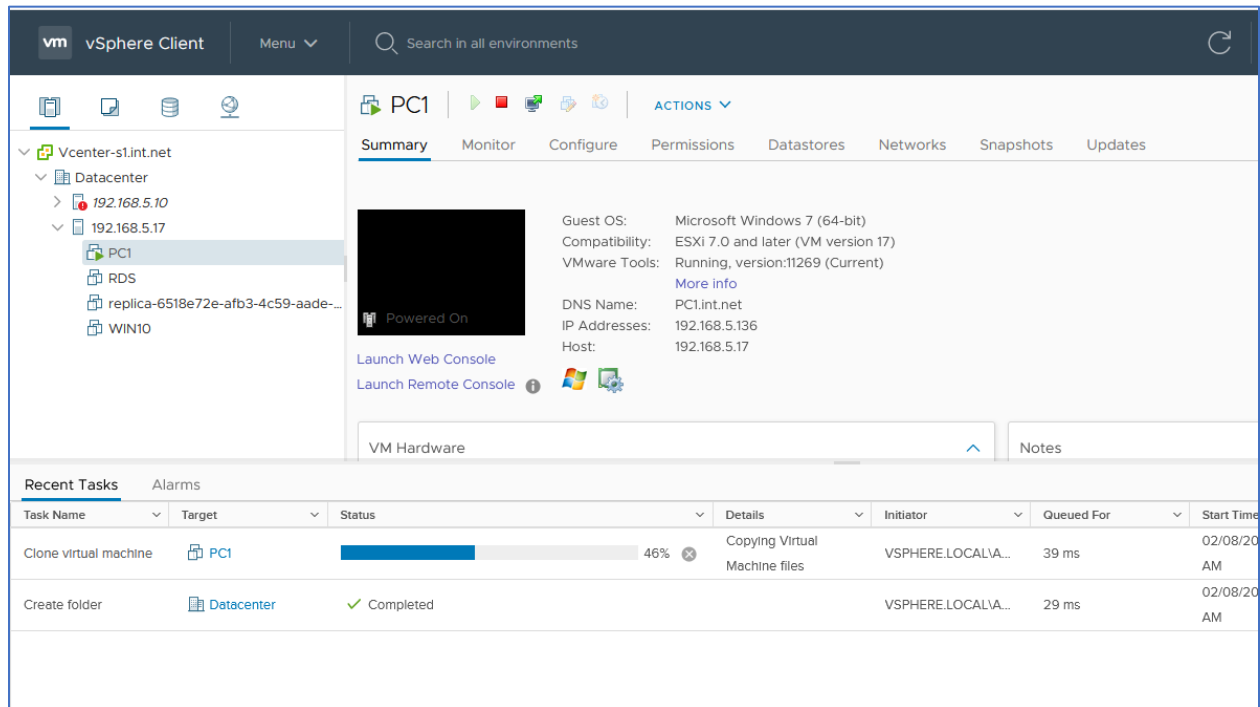 vm vSphere Client Menu Search in all environments
PC1 ACTIONS
Summary Monitor Configure Permissions Datastores Networks Snapshots Updates
Vcenter-s1.int.net
Datacenter
192.168.5.10
192.168.5.17
PC1
RDS
replica-6518e72e-afb3-4c59-aade-...
WIN10
Powered On
Launch Web Console
Launch Remote Console
Guest OS: Microsoft Windows 7 (64-bit)
Compatibility: ESXi 7.0 and later (VM version 17)
VMware Tools: Running, version:11269 (Current)
More info
DNS Name: PC1.int.net
IP Addresses: 192.168.5.136
Host: 192.168.5.17
VM Hardware
Notes
Recent Tasks Alarms
Task Name Target Status Details Initiator Queued For Start Time
Clone virtual machine PC1 46% Copying Virtual Machine files VSPHERE.LOCAL\A... 39 ms 02/08/20 AM
Create folder Datacenter Completed VSPHERE.LOCAL\A... 29 ms 02/08/20 AM